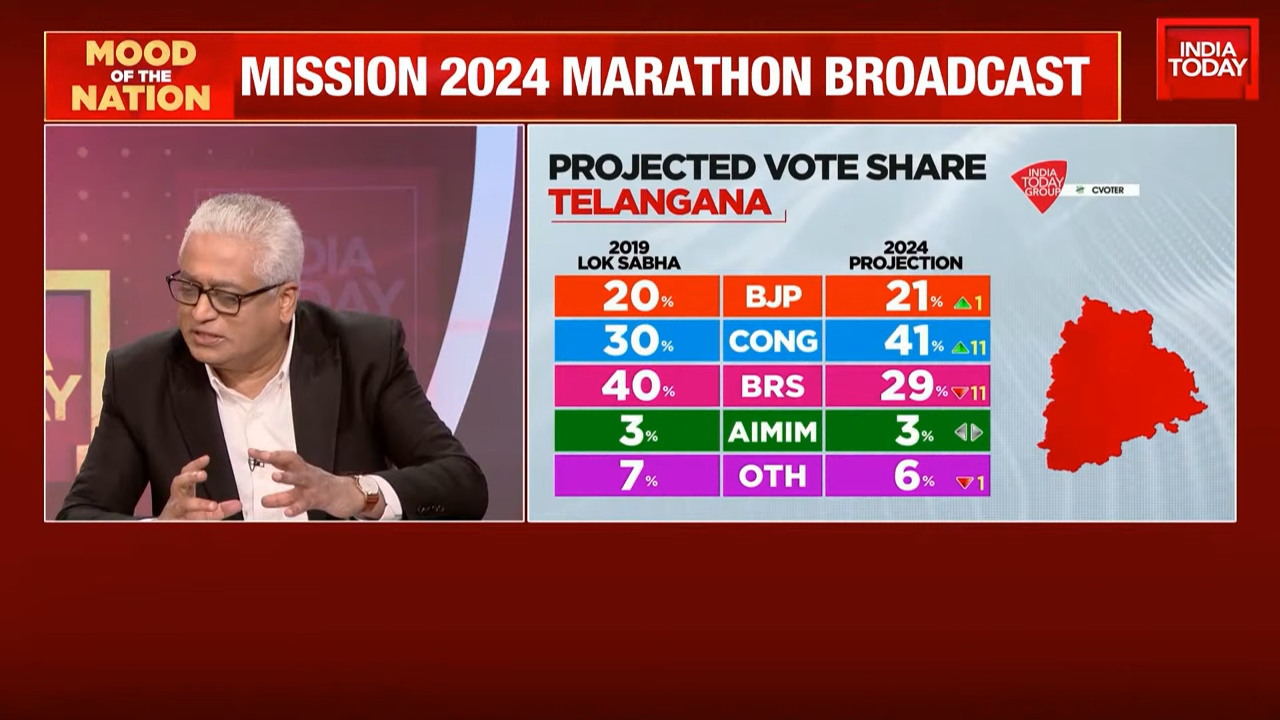 MOOD
OF THE
NATION
MISSION 2024 MARATHON BROADCAST
INDIA
TODAY
PROJECTED VOTE SHARE
TELANGANA
INDIA
TODAY
GROUP
CVOTER
2019
LOK SABHA
2024
PROJECTION
20% BJP 21% 1
30% CONG 41% 11
40% BRS 29% 11
3% AIMIM 3%
7% OTH 6% 1